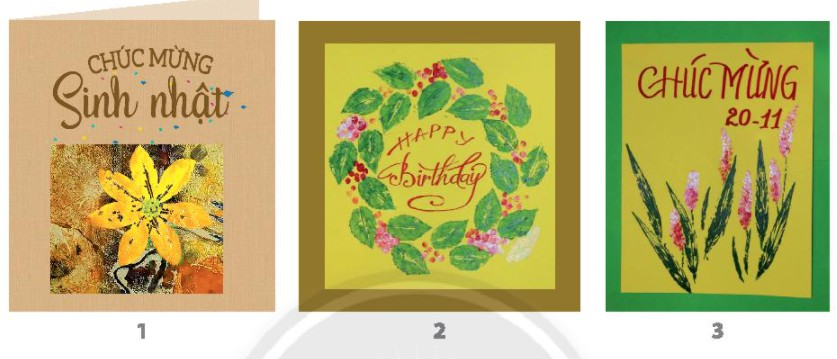 CHÚC MỪNG
Sinh nhật
HAPPY
Birthday
CHÚC MỪNG
20-11
1
2
3